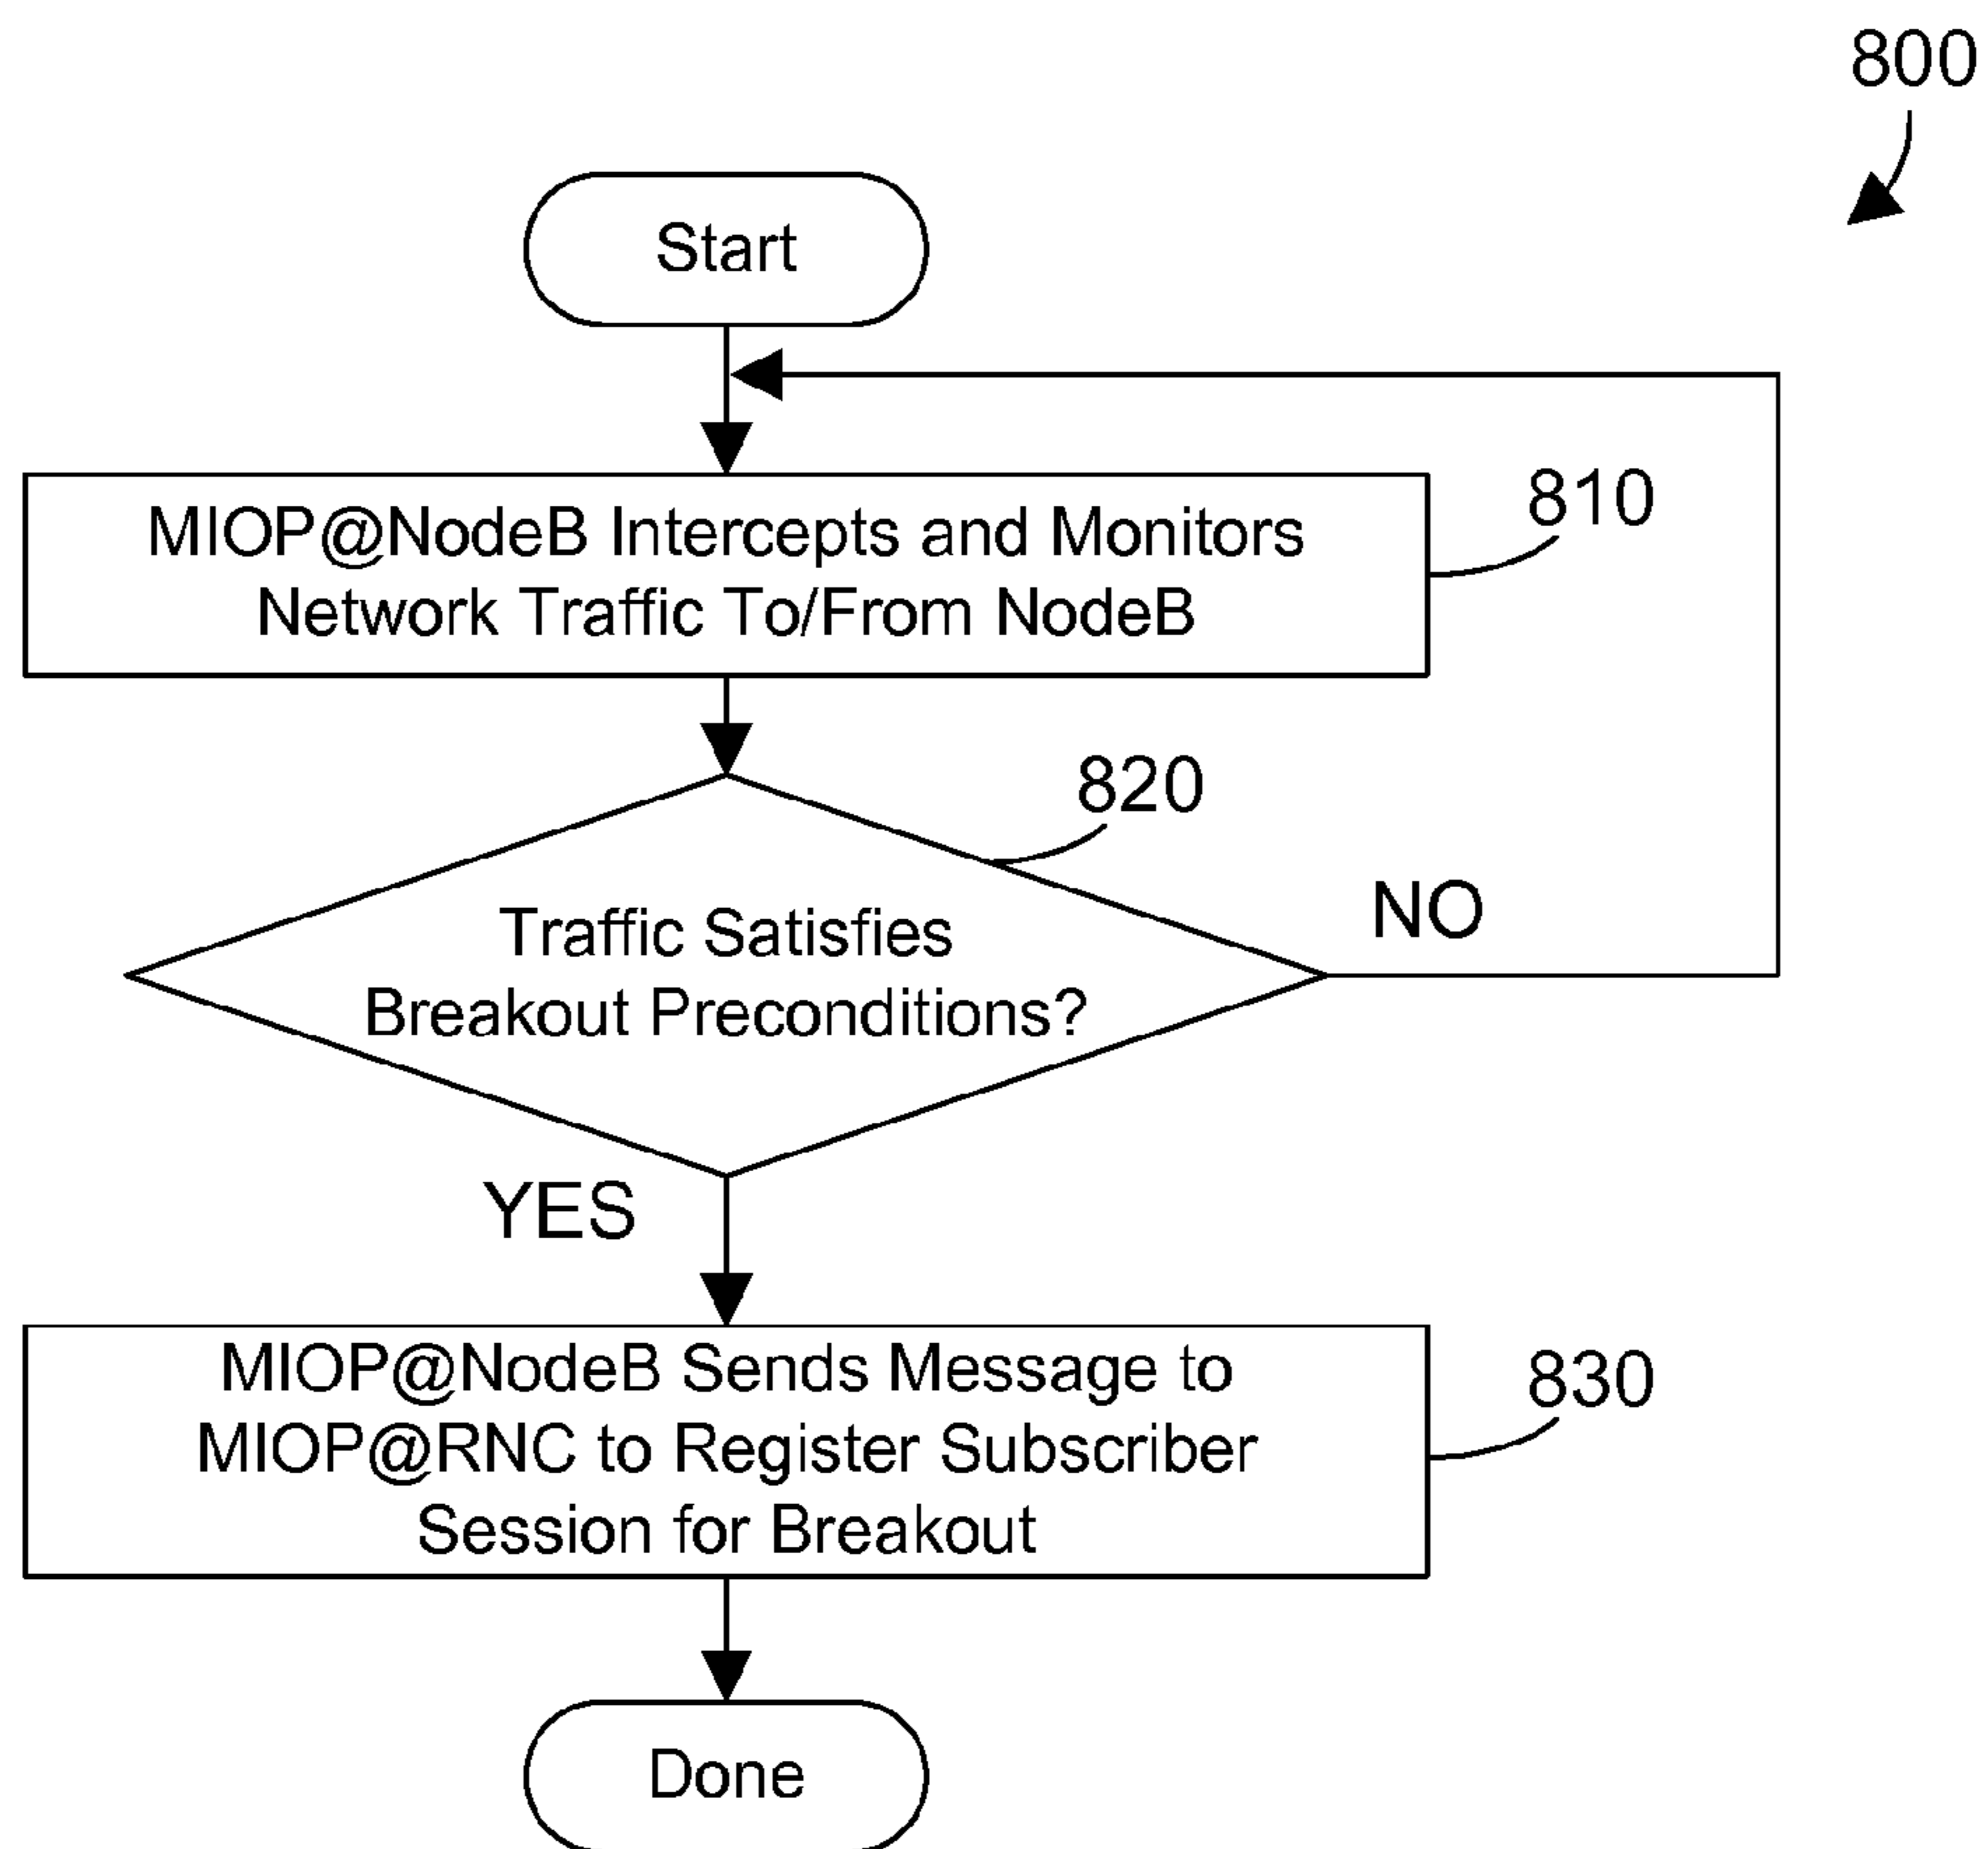 800
Start
MIOP@NodeB Intercepts and Monitors
Network Traffic To/From NodeB
810
820
Traffic Satisfies
Breakout Preconditions?
NO
YES
MIOP@NodeB Sends Message to
MIOP@RNC to Register Subscriber
Session for Breakout
830
Done